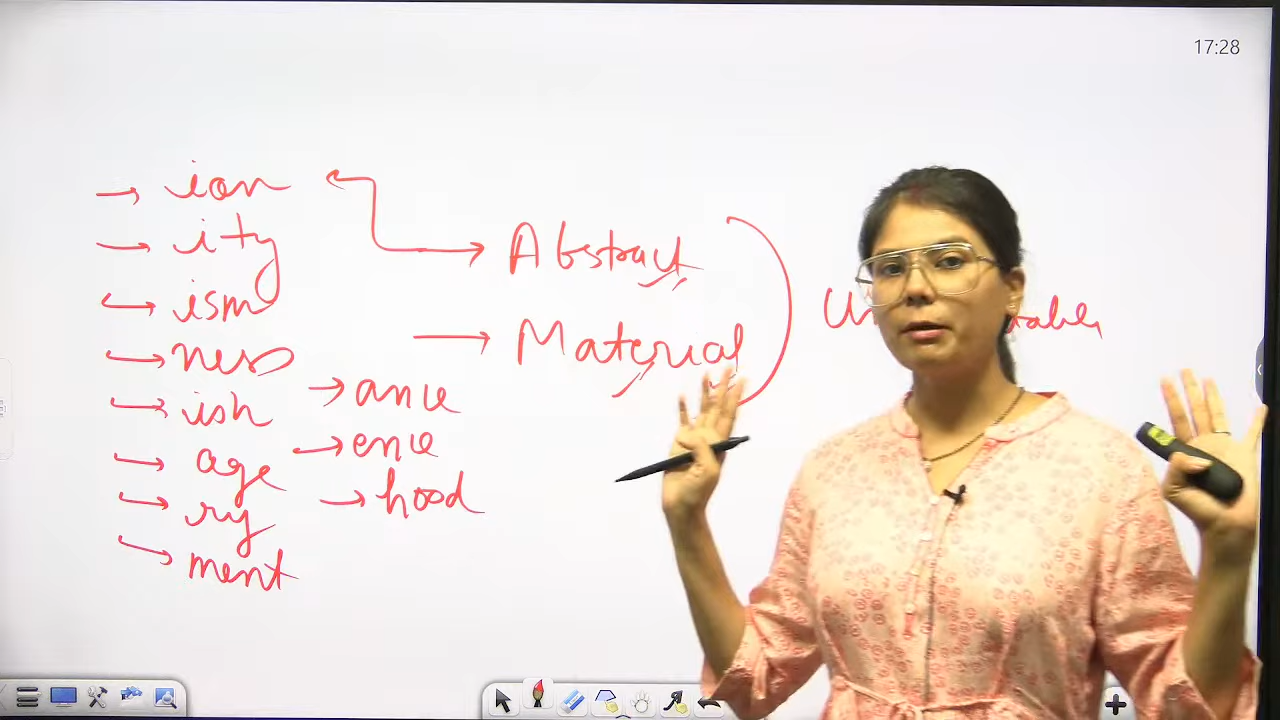 17:28
→ ion
→ ity
→ ism
→ ness
→ ish
→ age
→ ry
→ ment
→ ance
→ ence
→ hood
→ Abstract
→ Material